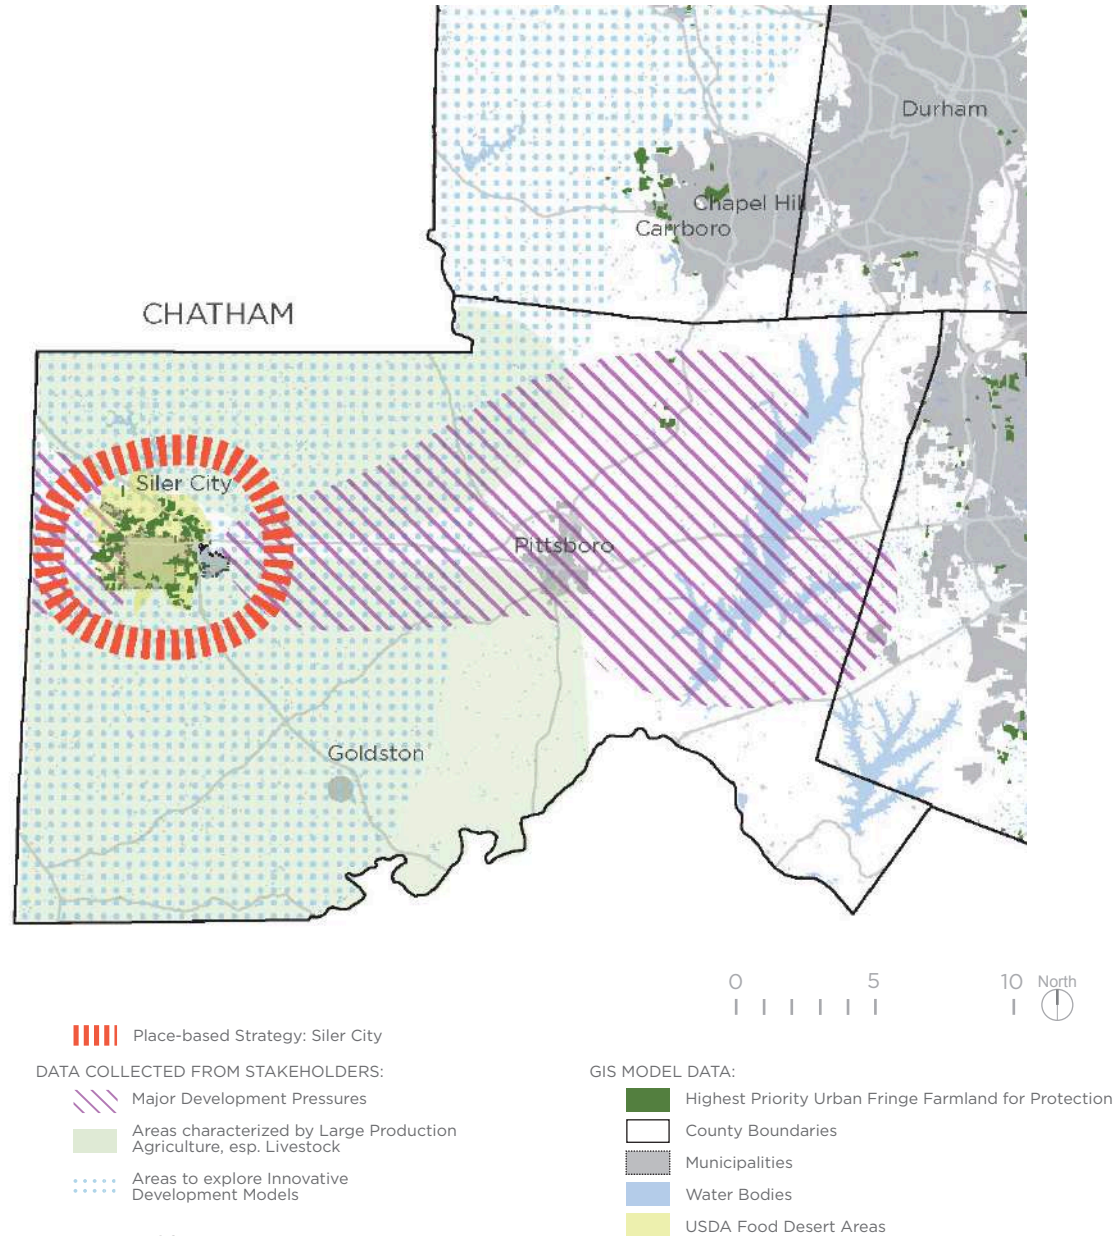 Durham
Chapel Hill
Carrboro
CHATHAM
Siler City
Pittsboro
Goldston
0 5 10 North
Place-based Strategy: Siler City
DATA COLLECTED FROM STAKEHOLDERS:
Major Development Pressures
Areas characterized by Large Production
Agriculture, esp. Livestock
Areas to explore Innovative
Development Models
GIS MODEL DATA:
Highest Priority Urban Fringe Farmland for Protection
County Boundaries
Municipalities
Water Bodies
USDA Food Desert Areas